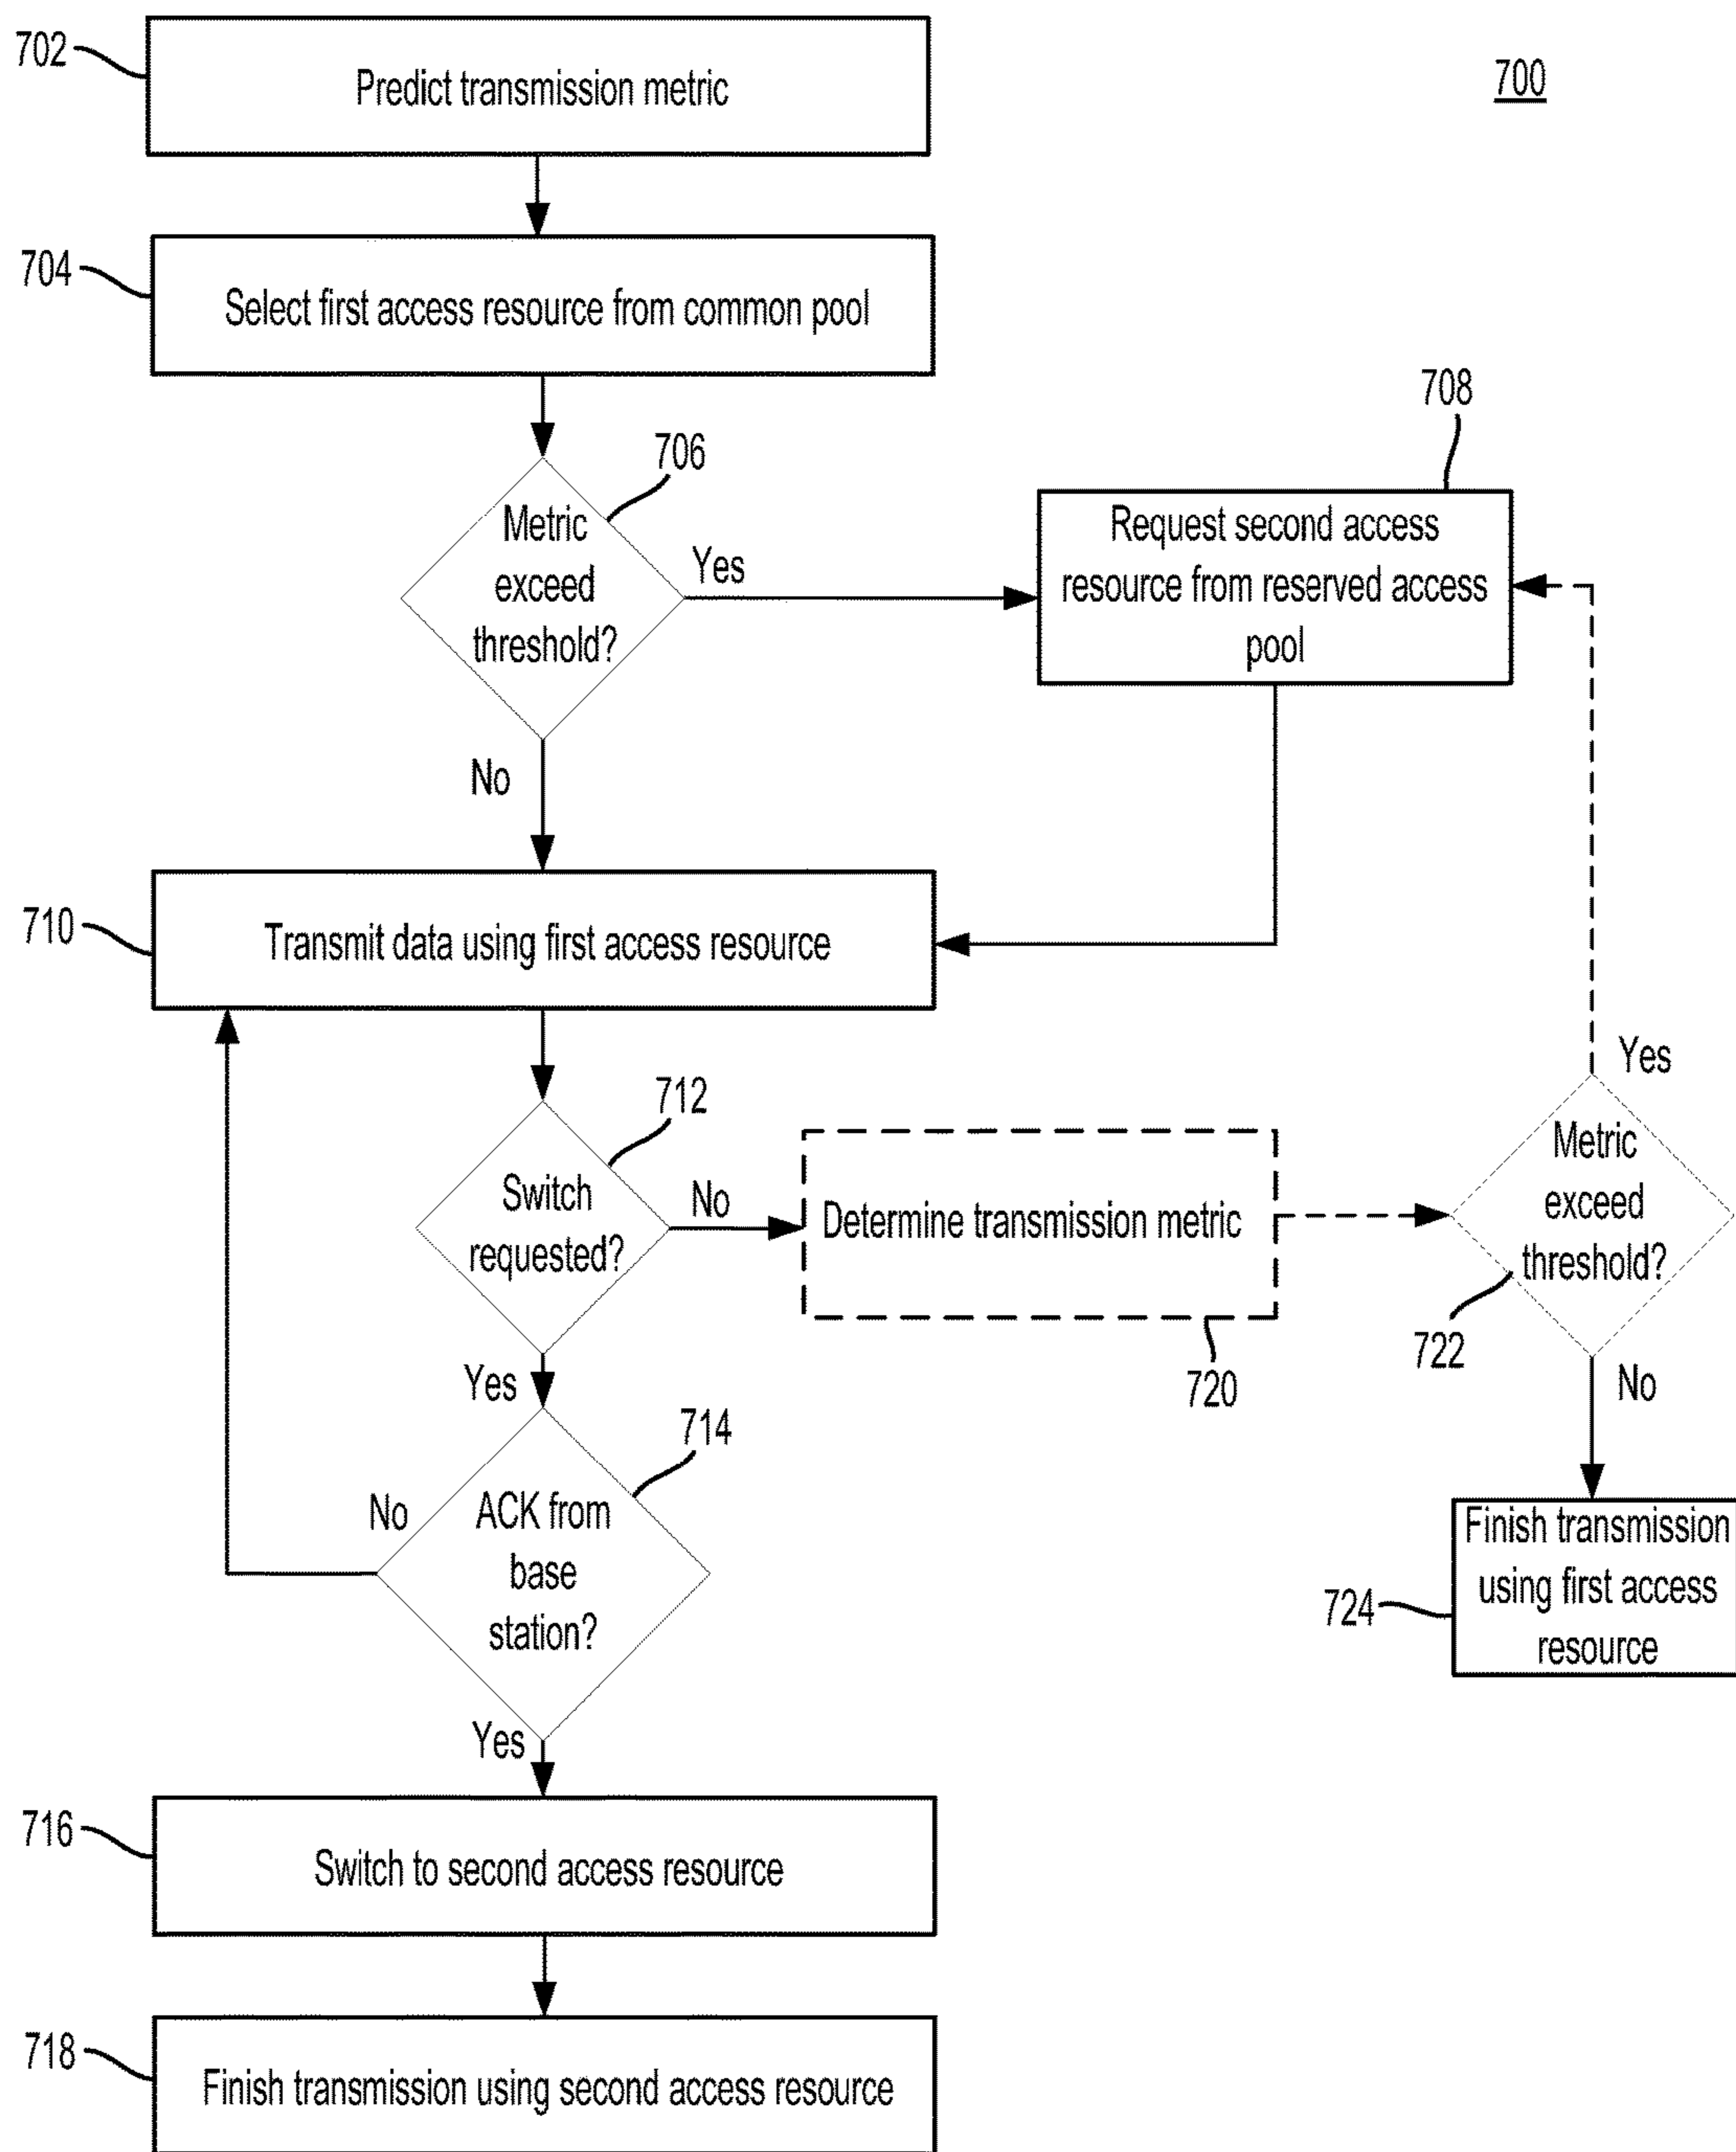 702
Predict transmission metric
700
704
Select first access resource from common pool
706
Metric
exceed
threshold?
Yes
No
708
Request second access
resource from reserved access
pool
710
Transmit data using first access resource
712
Switch
requested?
No
Yes
Determine transmission metric
720
Metric
exceed
threshold?
Yes
722
No
714
ACK from
base
station?
No
Yes
Finish transmission
using first access
resource
724
716
Switch to second access resource
718
Finish transmission using second access resource